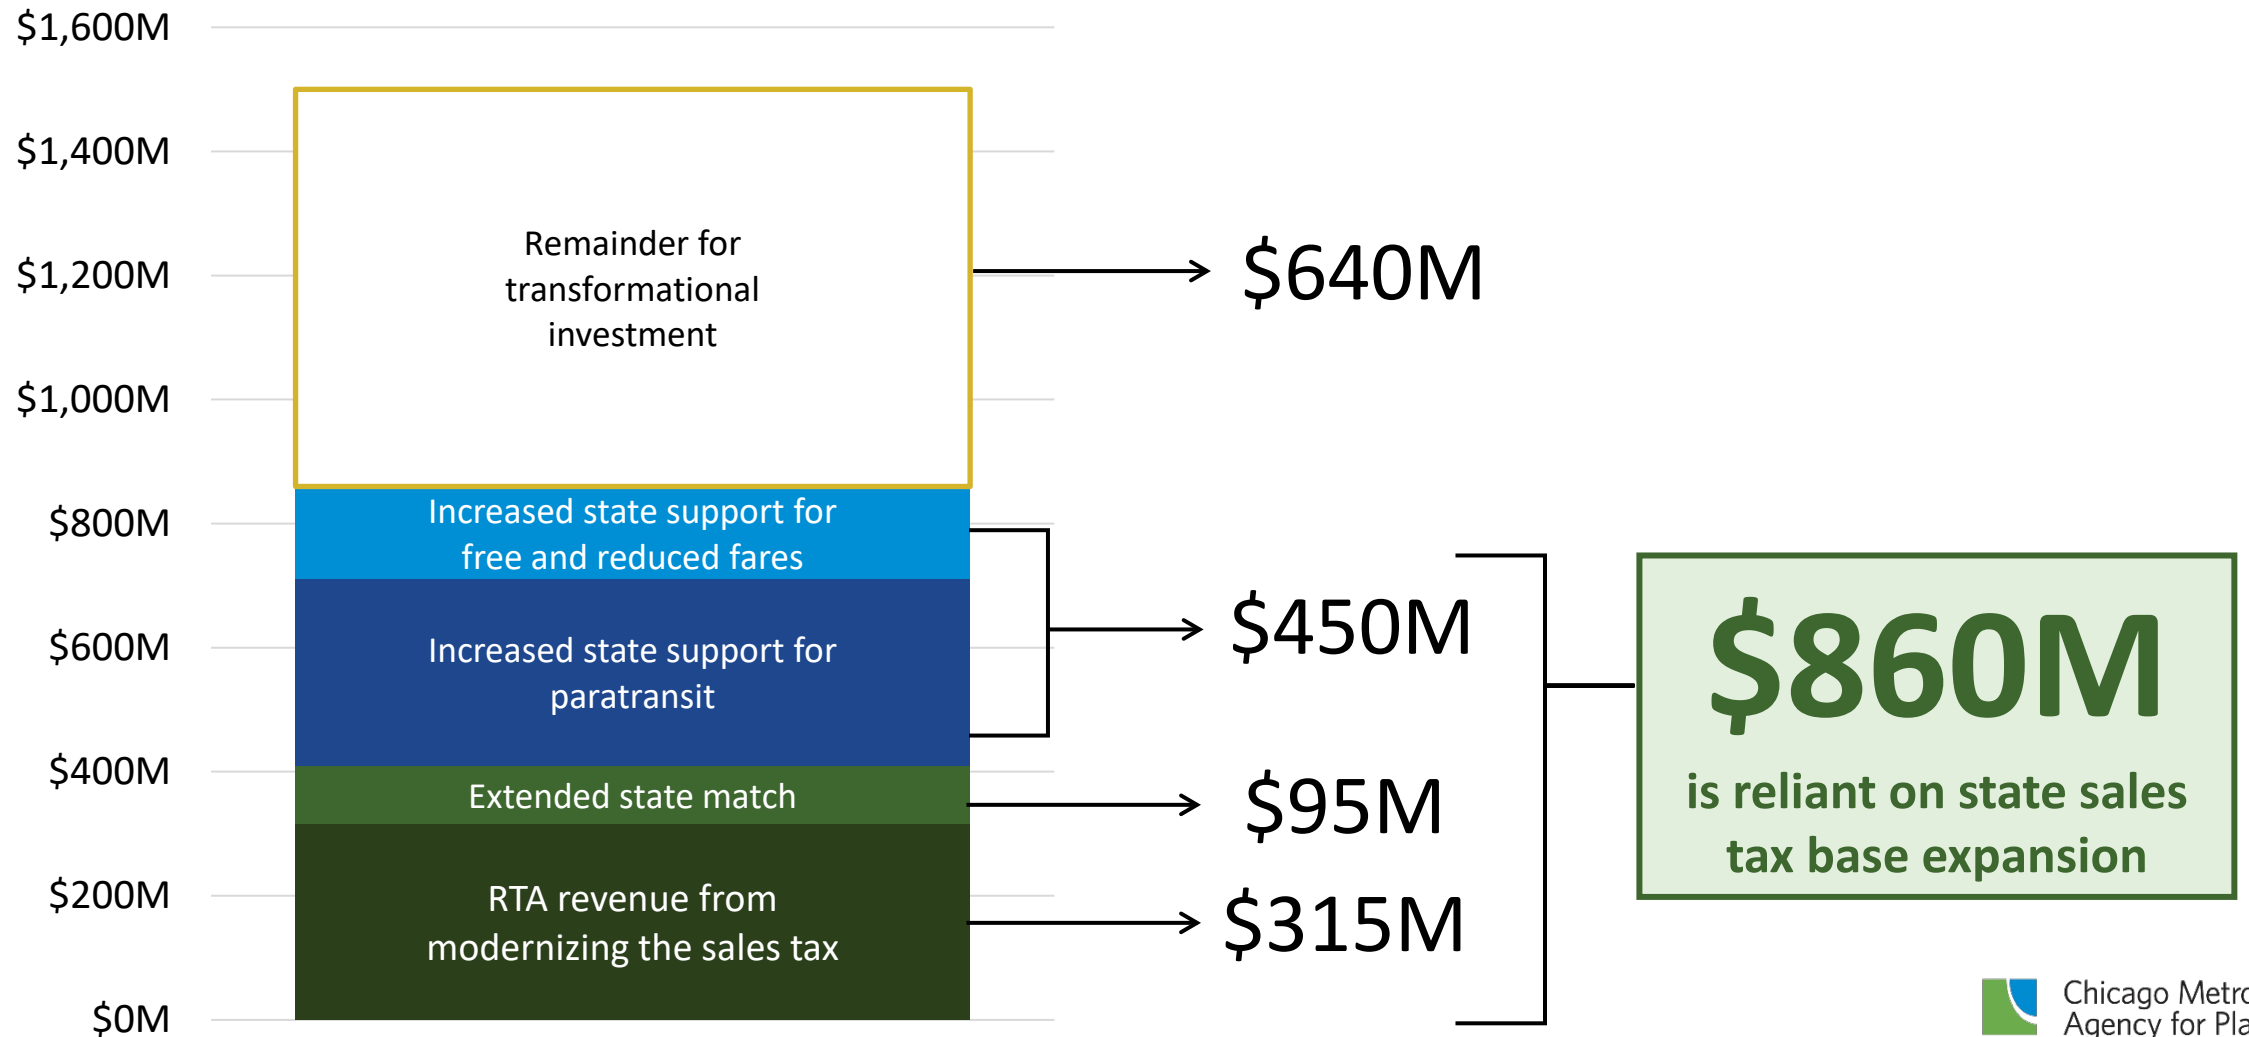 $1,600M
$1,400M
$1,200M
$1,000M
$800M
$600M
$400M
$200M
$0M
Remainder for
transformational
investment
Increased state support for
free and reduced fares
Increased state support for
paratransit
Extended state match
RTA revenue from
modernizing the sales tax
$640M
$450M
$95M
$315M
$860M
is reliant on state sales
tax base expansion
Chicago
Agency for